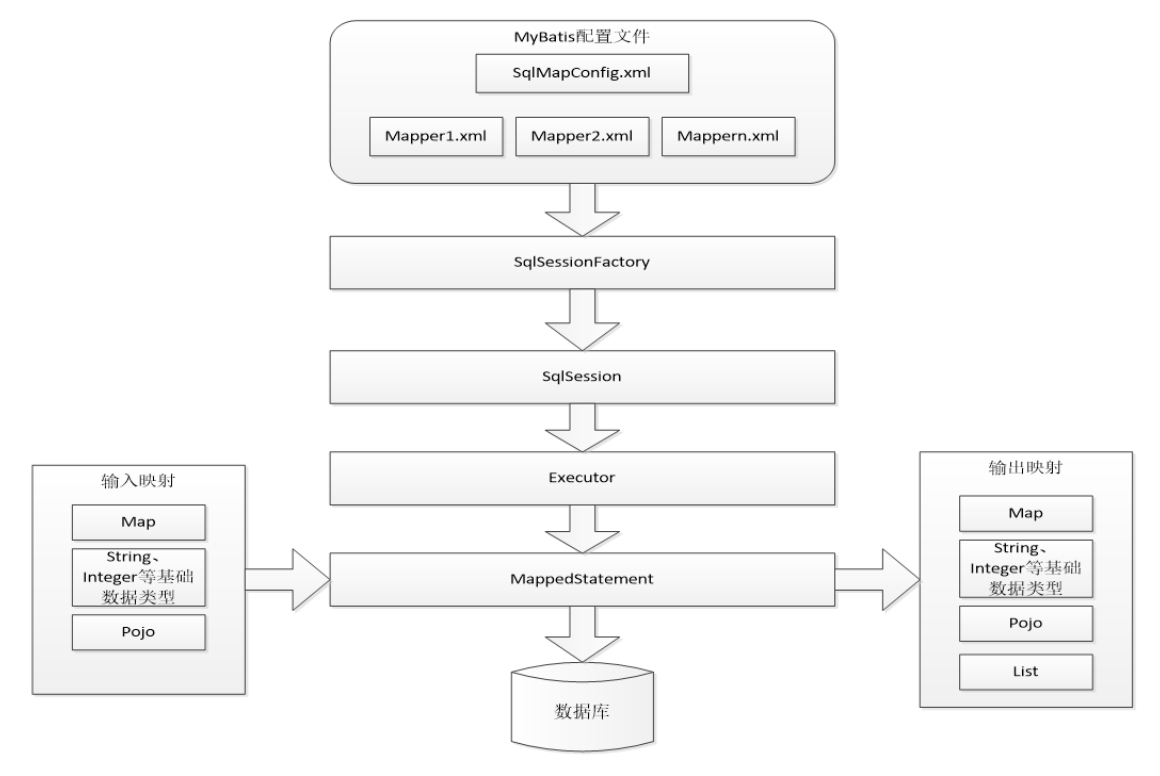 MyBatis配置文件
SqlMapConfig.xml
Mapper1.xml
Mapper2.xml
Mappern.xml
SqlSessionFactory
SqlSession
Executor
输入映射
Map
String、
Integer等基础
数据类型
Pojo
MappedStatement
输出映射
Map
String、
Integer等基础
数据类型
Pojo
List
数据库